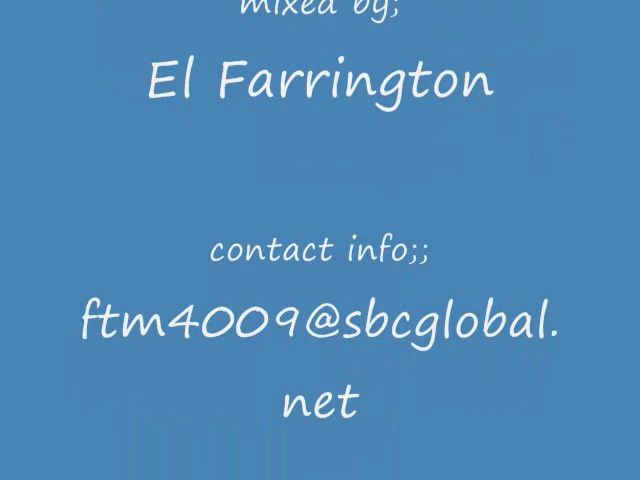 mixed by;
El Farrington
contact info;;
ftm4009@sbcglobal.
net